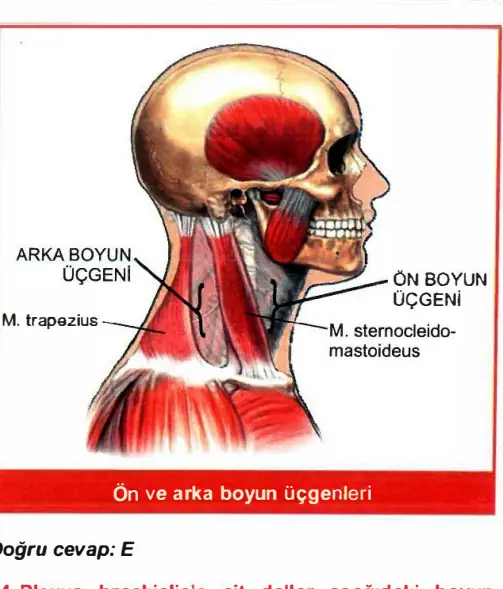 ARKA BOYUN
ÜÇGENİ
M. trapezius
ÖN BOYUN
ÜÇGENİ
M. sternocleido-
mastoideus
Ön ve arka boyun üçgenleri
Doğru cevap: E